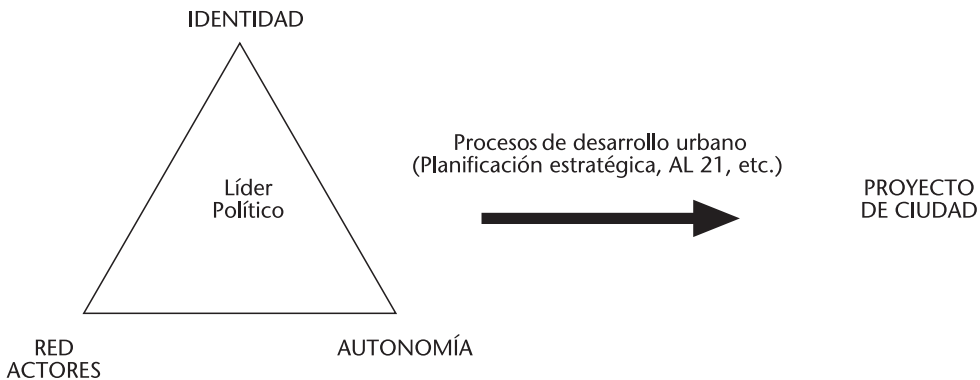 IDENTIDAD
Procesos de desarrollo urbano
(Planificación estratégica, AL 21, etc.)
Líder
Político
PROYECTO
DE CIUDAD
RED
ACTORES
AUTONOMÍA